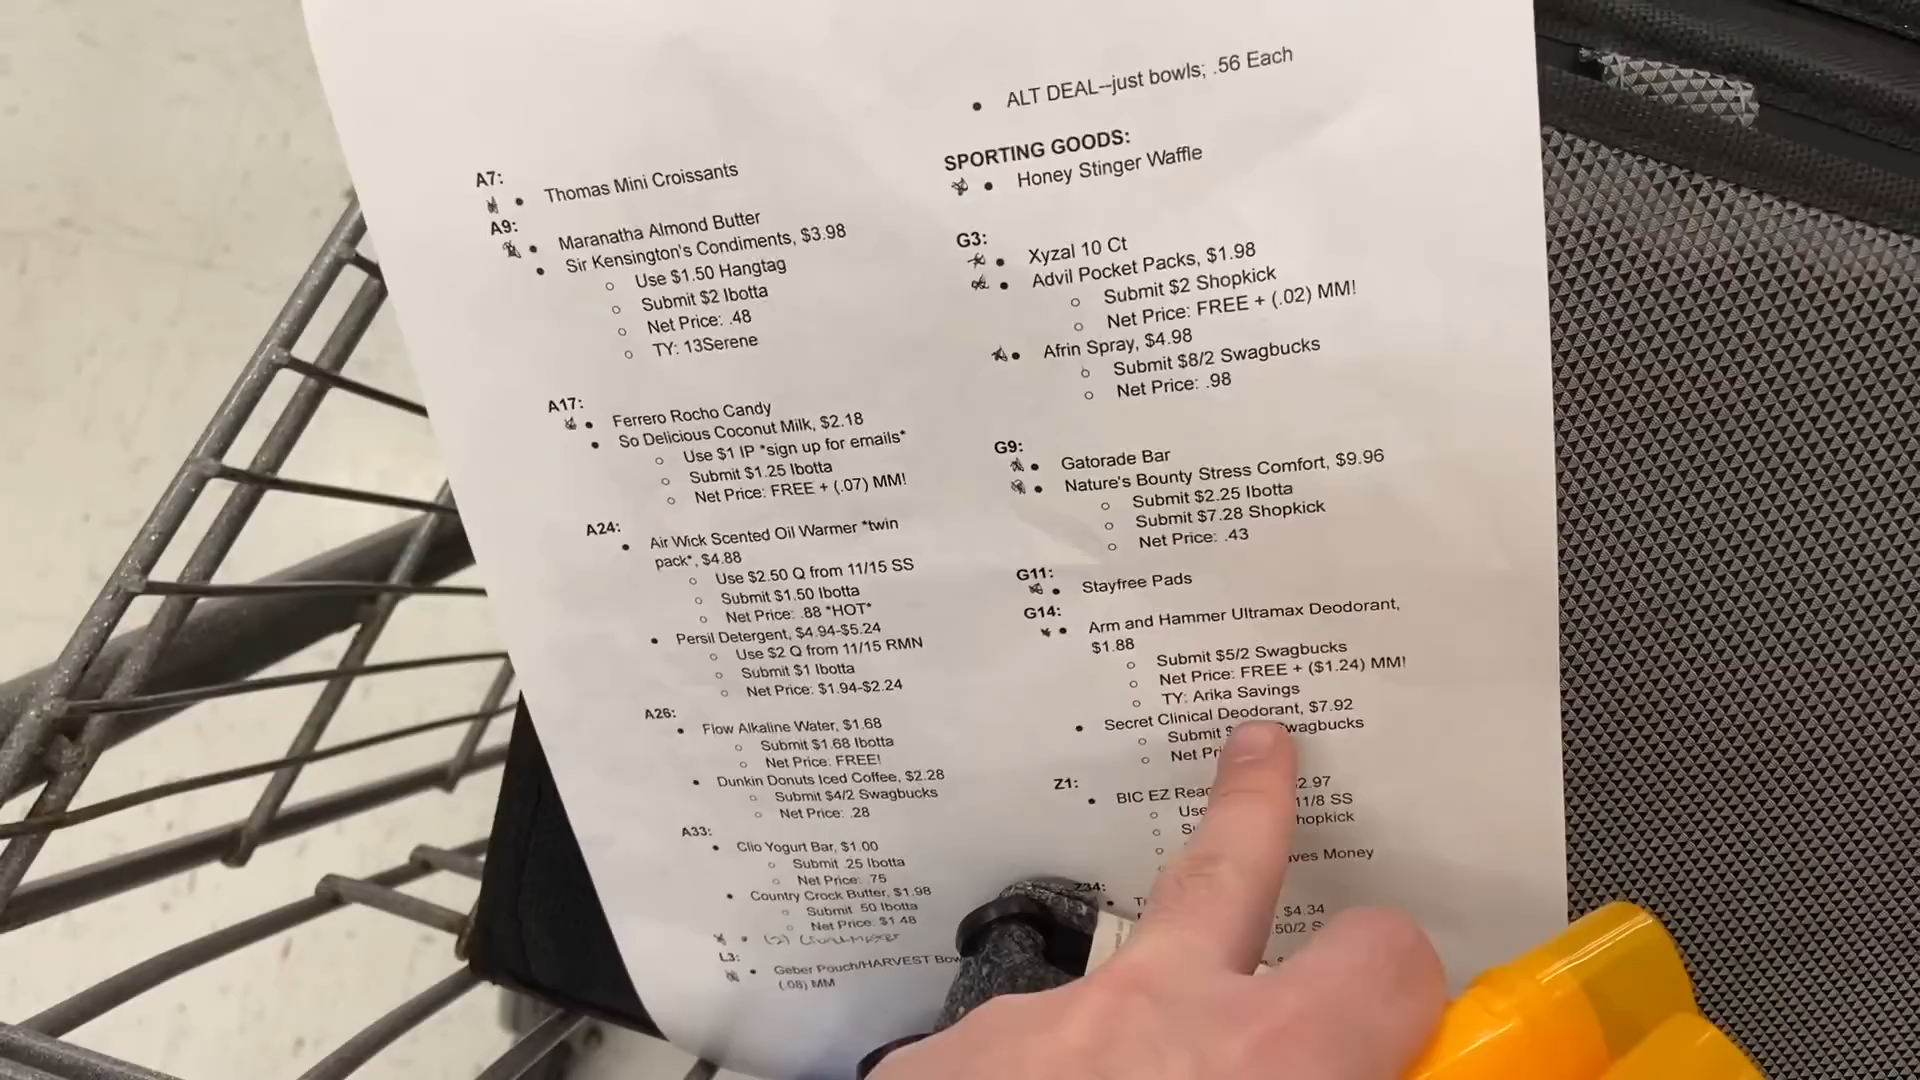 A7:
Thomas Mini Croissants
A9:
Maranatha Almond Butter
Sir Kensington's Condiments, $3.98
Use $1.50 Hangtag
Submit $2 Ibotta
Net Price: .48
TY: 13Serene
A17:
Ferrero Rocho Candy
So Delicious Coconut Milk, $2.18
Use $1 IP *sign up for emails*
Submit $1.25 Ibotta
Net Price: FREE + (.07) MM!
A24:
Air Wick Scented Oil Warmer *twin
pack*, $4.88
Use $2.50 Q from 11/15 SS
Submit $1.50 Ibotta
Net Price: .88 *HOT*
Persil Detergent, $4.94-$5.24
Use $2 Q from 11/15 RMN
Submit $1 Ibotta
Net Price: $1.94-$2.24
A26:
Flow Alkaline Water, $1.68
Submit $1.68 Ibotta
Net Price: FREE!
Dunkin Donuts Iced Coffee, $2.28
Submit $4/2 Swagbucks
Net Price: .28
A33:
Clio Yogurt Bar, $1.00
Submit .25 Ibotta
Net Price: .75
Country Crock Butter, $1.98
Submit .50 Ibotta
Net Price: $1.48
(2)
L3:
Geber Pouch/HARVEST Bow
(.08) MM
ALT DEAL--just bowls; .56 Each
SPORTING GOODS:
Honey Stinger Waffle
G3:
Xyzal 10 Ct
Advil Pocket Packs, $1.98
Submit $2 Shopkick
Net Price: FREE + (.02) MM!
Afrin Spray, $4.98
Submit $8/2 Swagbucks
Net Price: .98
G9:
Gatorade Bar
Nature's Bounty Stress Comfort, $9.96
Submit $2.25 Ibotta
Submit $7.28 Shopkick
Net Price: .43
G11:
Stayfree Pads
G14:
Arm and Hammer Ultramax Deodorant,
$1.88
Submit $5/2 Swagbucks
Net Price: FREE + ($1.24) MM!
TY: Arika Savings
Secret Clinical Deodorant, $7.92
Submit $ wagbucks
Net Pri
Z1:
BIC EZ Reac 2.97
Use 11/8 SS
Su hopkick
ves Money
Z34:
, $4.34
.50/2 S